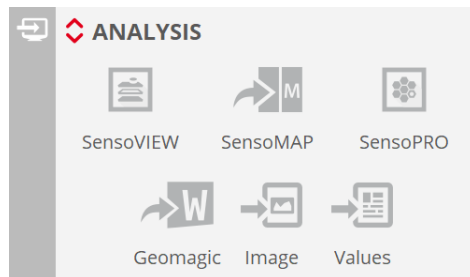 ANALYSIS
M
SensoVIEW SensoMAP SensoPRO
W
Geomagic Image Values